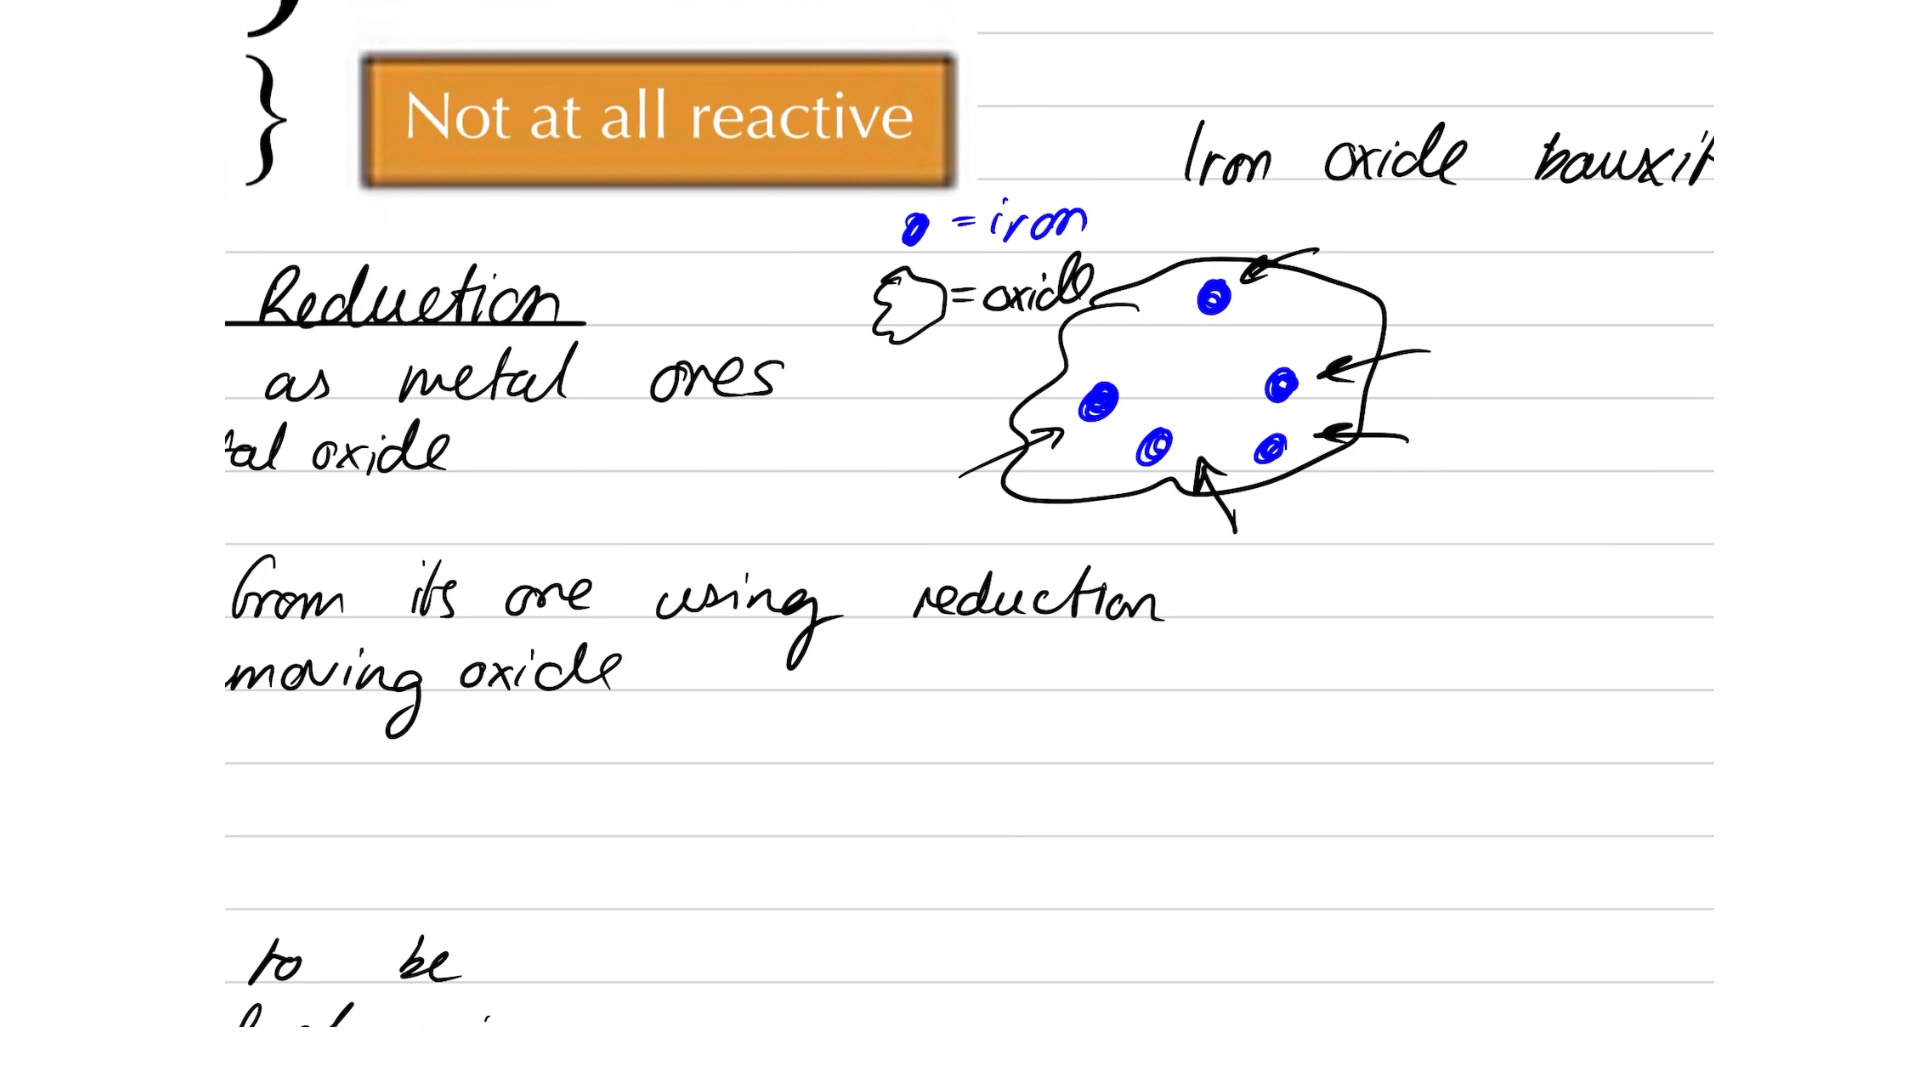 Not at all reactive
Iron oxide bauxit
= iron
= oxide
Reduction
as metal ores
tal oxide
from its ore using reduction
moving oxide
to be